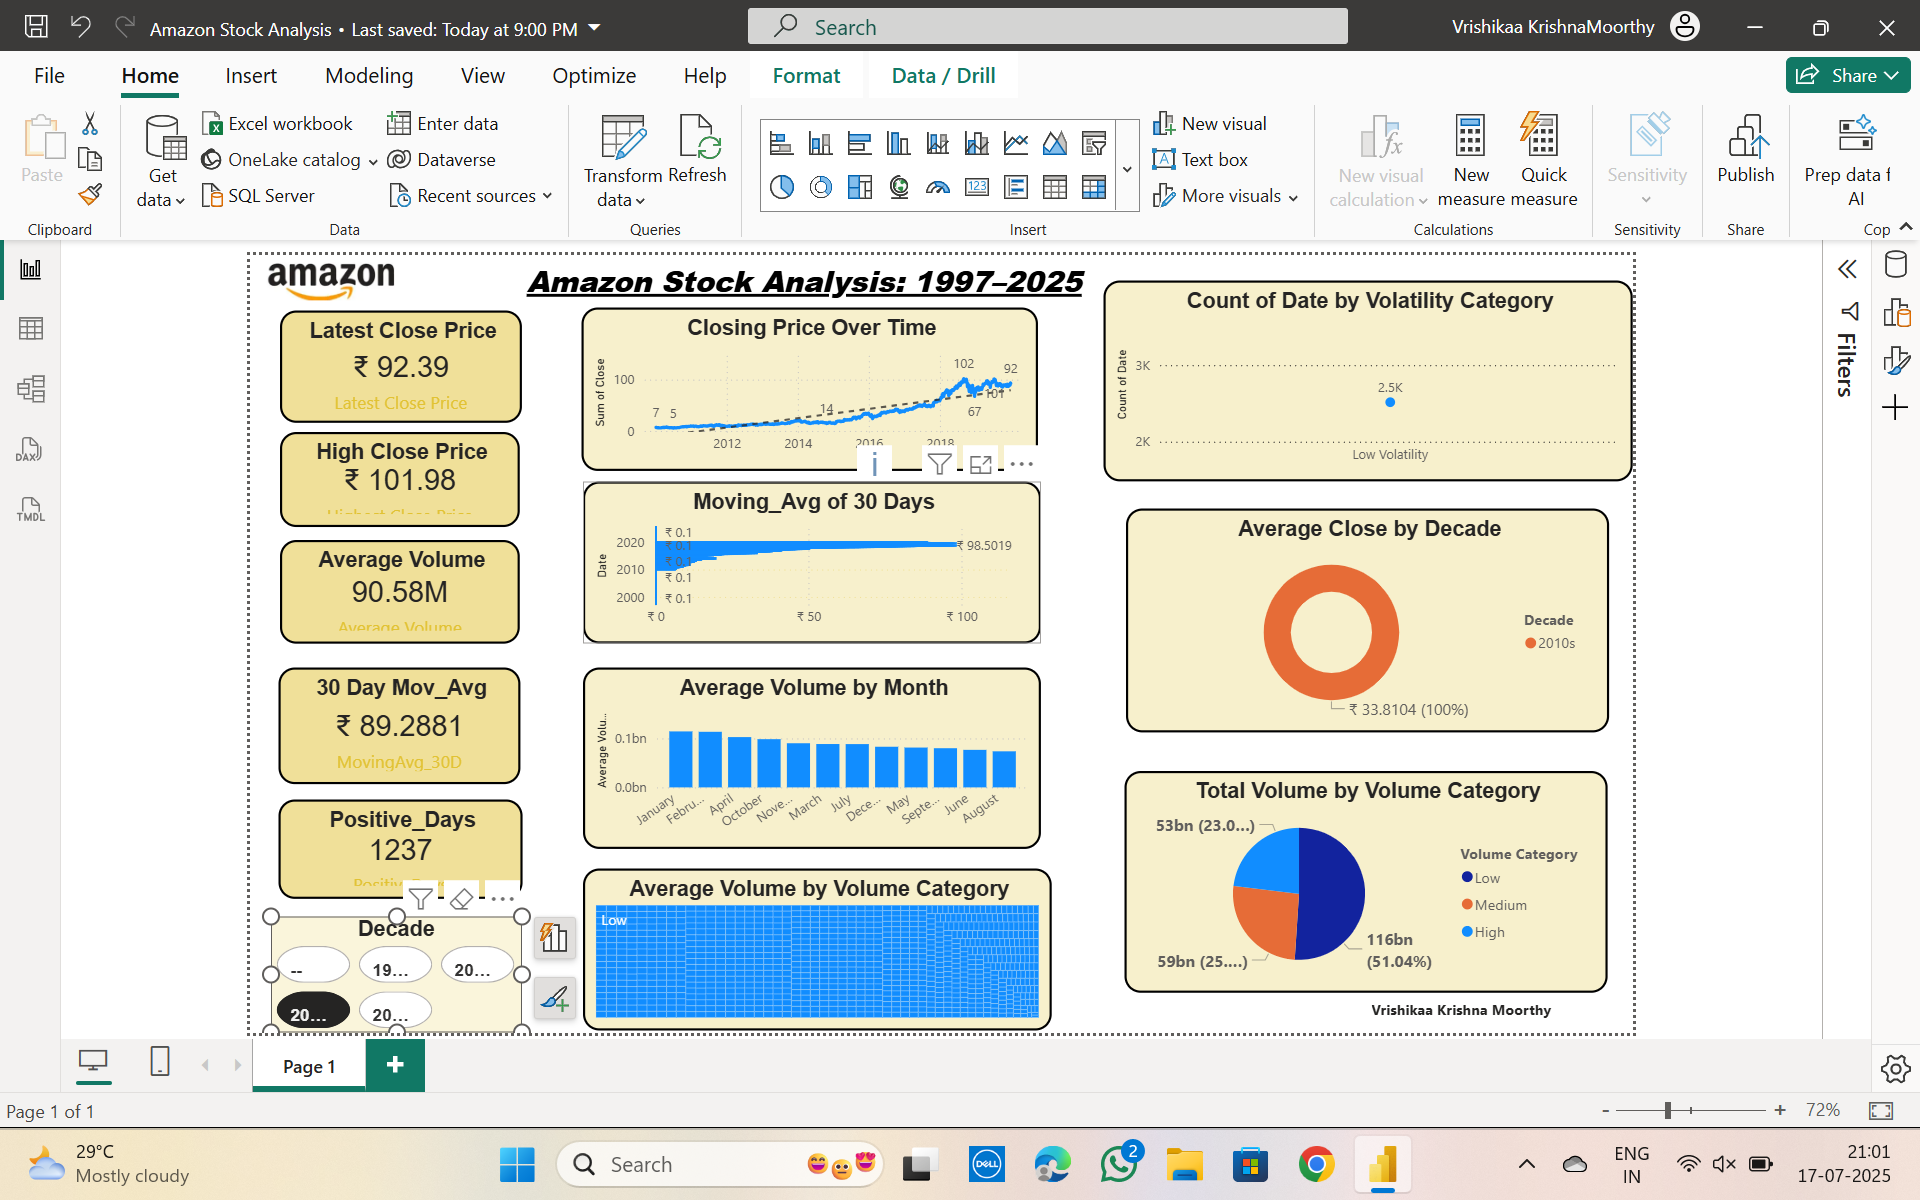 Amazon Stock Analysis • Last saved: Today at 9:00 PM
Search
Vrishikaa KrishnaMoorthy
File
Home
Insert
Modeling
View
Optimize
Help
Format
Data / Drill
Share
Paste
Clipboard
Get data
Excel workbook
OneLake catalog
SQL Server
Enter data
Dataverse
Recent sources
Data
Transform data
Refresh
Queries
123
New visual
Text box
More visuals
Insert
New visual calculation
New measure
Quick measure
Calculations
Sensitivity
Sensitivity
Publish
Share
Prep data f
AI
Cop
DAX
TMDL
Filters
amazon
Amazon Stock Analysis: 1997–2025
Latest Close Price
₹ 92.39
Latest Close Price
High Close Price
₹ 101.98
Highest Close Price
Average Volume
90.58M
Average Volume
30 Day Mov_Avg
₹ 89.2881
MovingAvg_30D
Positive_Days
1237
Decade
--
19...
20...
20...
20...
Closing Price Over Time
Sum of Close
100
0
7
5
14
102
92
101
67
2012
2014
2016
2018
Moving_Avg of 30 Days
Date
2020
2010
2000
₹ 0.1
₹ 0.1
₹ 0.1
₹ 0.1
₹ 0.1
₹ 98.5019
₹ 0
₹ 50
₹ 100
Average Volume by Month
Average Volu...
0.1bn
0.0bn
January
Febru...
April
October
Nove...
March
July
Dece...
May
Septe...
June
August
Average Volume by Volume Category
Low
Count of Date by Volatility Category
Count of Date
3K
2K
2.5K
Low Volatility
Average Close by Decade
Decade
2010s
₹ 33.8104 (100%)
Total Volume by Volume Category
53bn (23.0...)
59bn (25....)
116bn
(51.04%)
Volume Category
Low
Medium
High
Vrishikaa Krishna Moorthy
Page 1
Page 1 of 1
72%
29°C
Mostly cloudy
Search
DELL
2
ENG
IN
21:01
17-07-2025